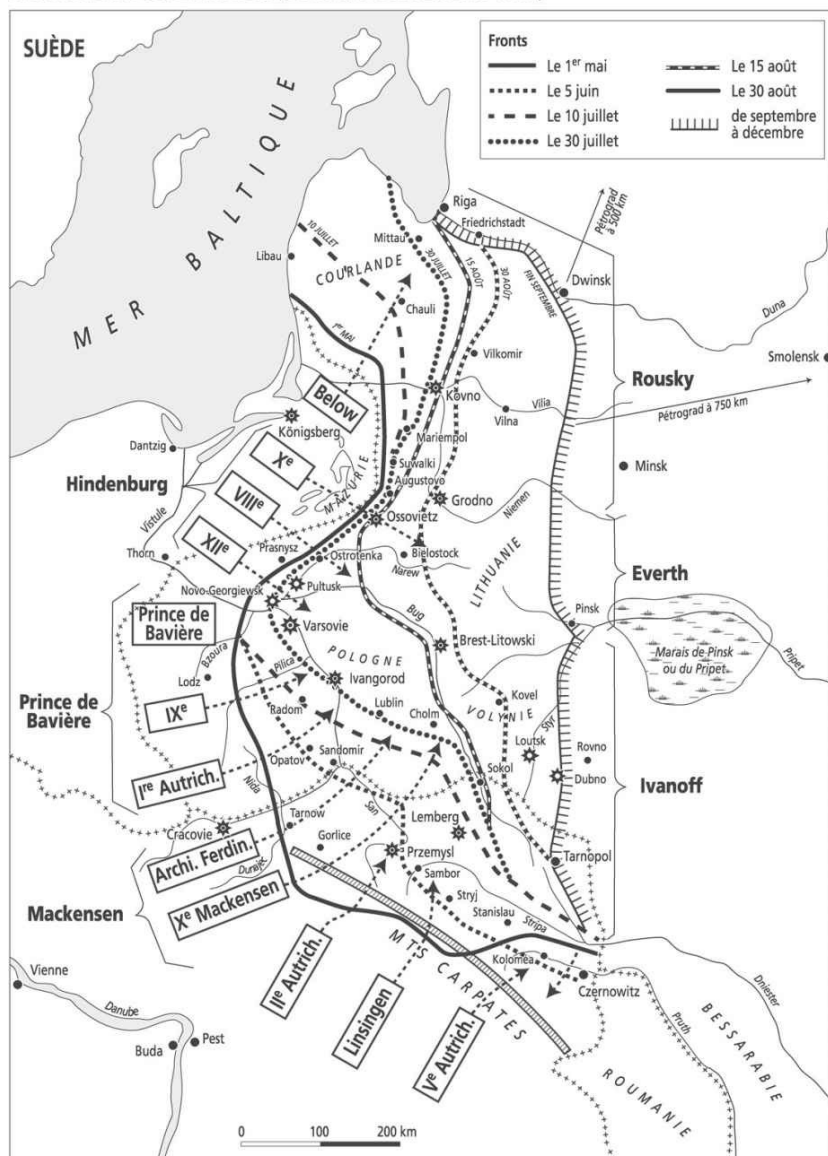 SUÈDE
Fronts
Le 1er mai
Le 5 juin
Le 10 juillet
Le 30 juillet
Le 15 août
Le 30 août
de septembre
à décembre
MER BALTIQUE
Riga
Friedrichstadt
Pétrograd
à 500 km
10 JUILLET
Mittau
Libau
COURLANDE
30 JUILLET
15 AOÛT
30 AOÛT
FIN SEPTEMBRE
Dwinsk
Duna
Chauli
1er MAI
Vilkomir
Smolensk
Rousky
Below
Kovno
Vilia
Vilna
Pétrograd à 750 km
Königsberg
Dantzig
Mariempol
Xe
Suwalki
Minsk
Hindenburg
MAZURIE
Augustovo
VIIIe
Grodno
Vistule
Ossovietz
Niemen
XIIe
Thorn
Prasnysz
Ostrotenka
Bielostock
Narew
LITHUANIE
Everth
Novo-Georgiewsk
Pultusk
Pinsk
Prince de
Bavière
Varsovie
Bug
Brest-Litowski
Marais de Pinsk
ou du Pripet
Pripet
Bzoura
POLOGNE
Lodz
Pilica
Ivangorod
Prince de
Bavière
IXe
Radom
Lublin
Cholm
Kovel
VOLYNIE
Styr
Loutsk
Rovno
Ire Autrich.
Opatov
Sandomir
Sokol
Dubno
Ivanoff
Nida
San
Cracovie
Tarnow
Lemberg
Gorlice
Dunajec
Archi. Ferdin.
Przemysl
Tarnopol
Mackensen
Xe Mackensen
Sambor
Stryj
Stanislau
Stripa
IIe Autrich.
MTS CARPATES
Kolomea
Linsingen
Czernowitz
Vienne
Dniester
Danube
Ve Autrich.
Pruth
BESSARABIE
Buda
Pest
ROUMANIE
0
100
200 km